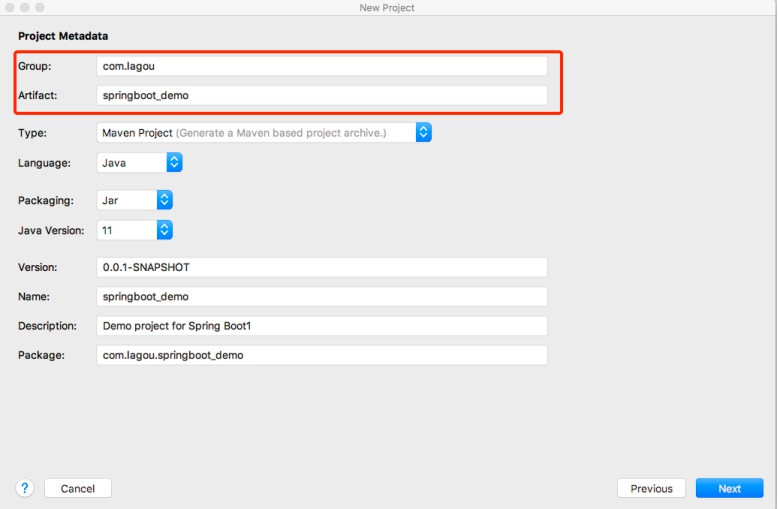 New Project
Project Metadata
Group: com.lagou
Artifact: springboot_demo
Type: Maven Project (Generate a Maven based project archive.)
Language: Java
Packaging: Jar
Java Version: 11
Version: 0.0.1-SNAPSHOT
Name: springboot_demo
Description: Demo project for Spring Boot1
Package: com.lagou.springboot_demo
? Cancel Previous Next